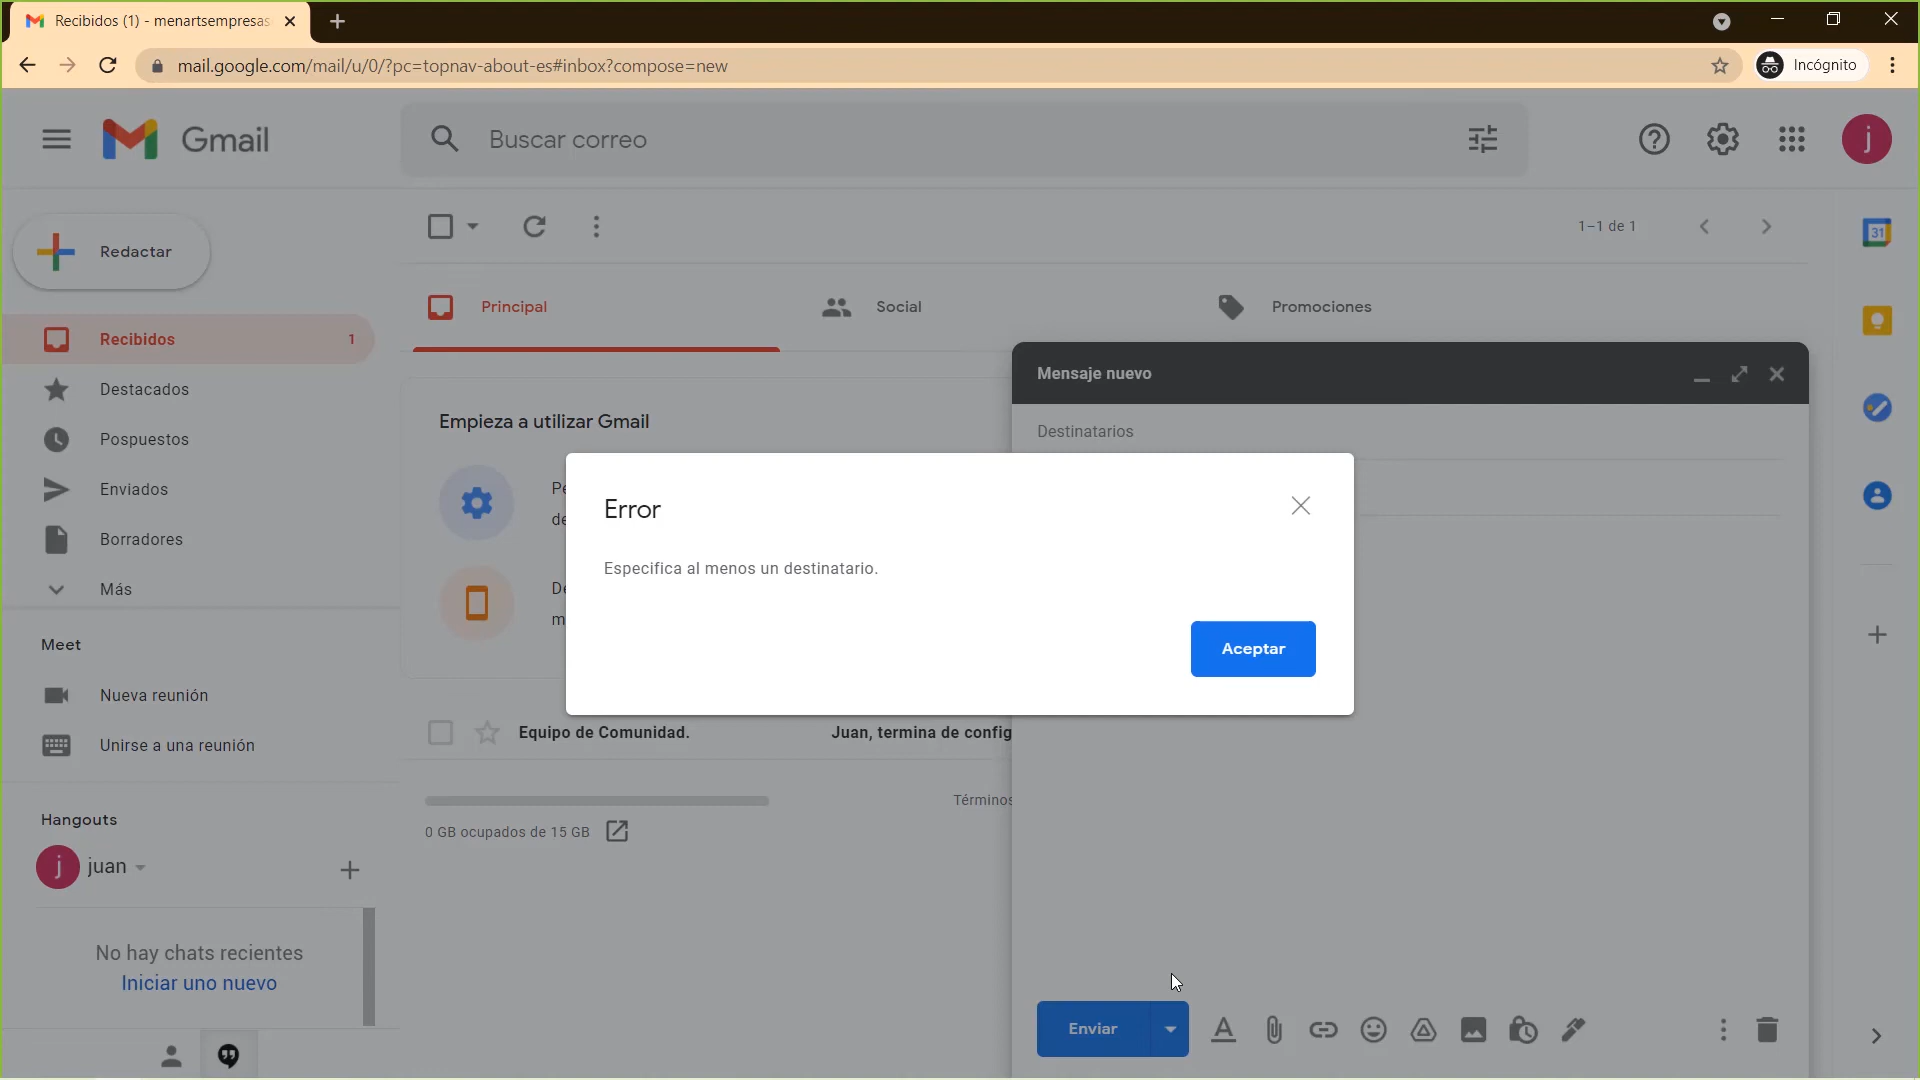 Recibidos (1) - menartsempresas
mail.google.com/mail/u/0/?pc=topnav-about-es#inbox?compose=new
Incógnito
Gmail
Buscar correo
j
Redactar
1–1 de 1
31
Recibidos
1
Destacados
Pospuestos
Enviados
Borradores
Más
Principal
Social
Promociones
Empieza a utilizar Gmail
Pe
de
De
m
Mensaje nuevo
Destinatarios
Error
Especifica al menos un destinatario.
Aceptar
Equipo de Comunidad.
Juan, termina de config
0 GB ocupados de 15 GB
Términos
Meet
Nueva reunión
Unirse a una reunión
Hangouts
j
juan
No hay chats recientes
Iniciar uno nuevo
Enviar